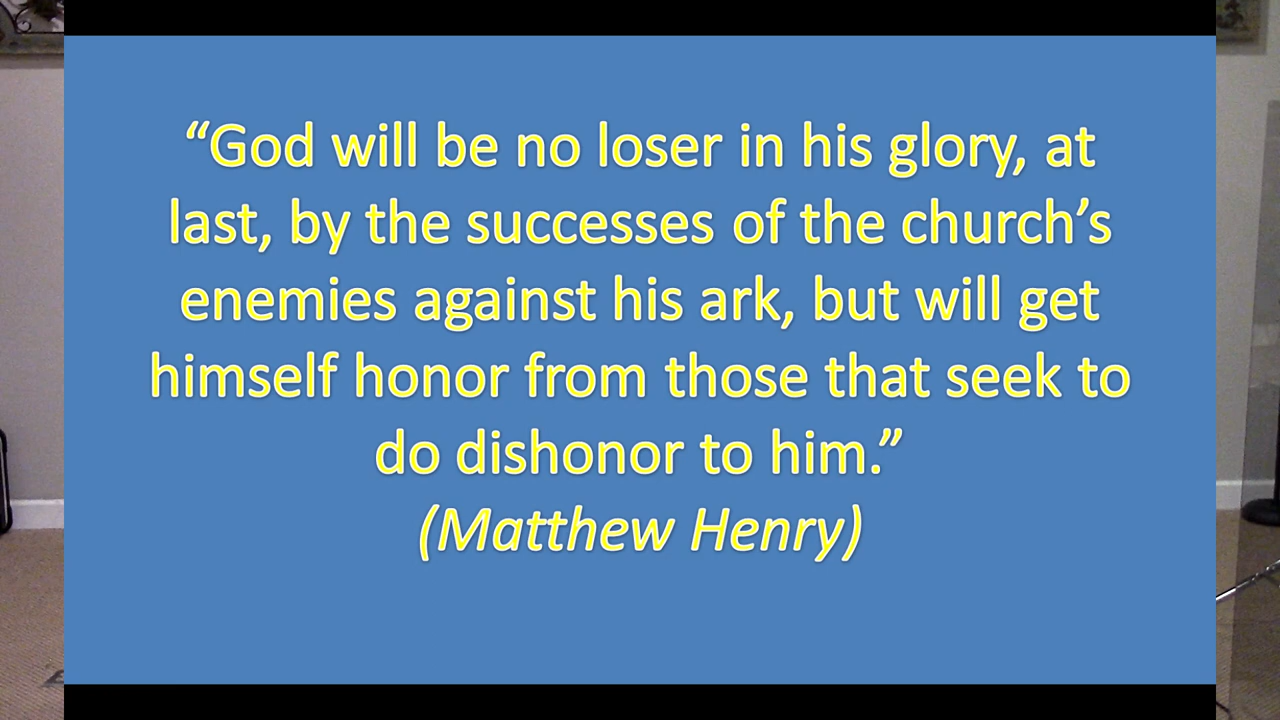 “God will be no loser in his glory, at
last, by the successes of the church’s
enemies against his ark, but will get
himself honor from those that seek to
do dishonor to him.”
(Matthew Henry)